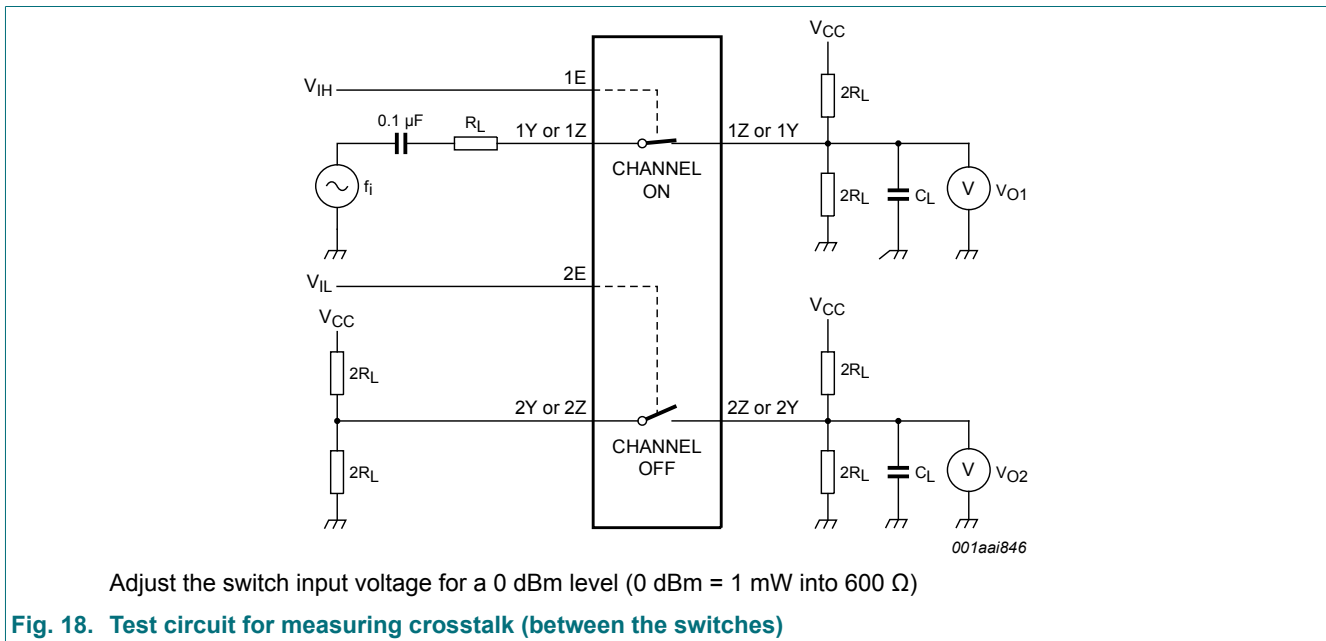 VCC
VIH
1E
2RL
0.1 µF
RL
1Y or 1Z
1Z or 1Y
CHANNEL
ON
fi
2RL
CL
V
VO1
VIL
2E
VCC
VCC
2RL
2RL
2Y or 2Z
2Z or 2Y
CHANNEL
OFF
2RL
2RL
CL
V
VO2
001aai846
Adjust the switch input voltage for a 0 dBm level (0 dBm = 1 mW into 600 Ω)
Fig. 18. Test circuit for measuring crosstalk (between the switches)